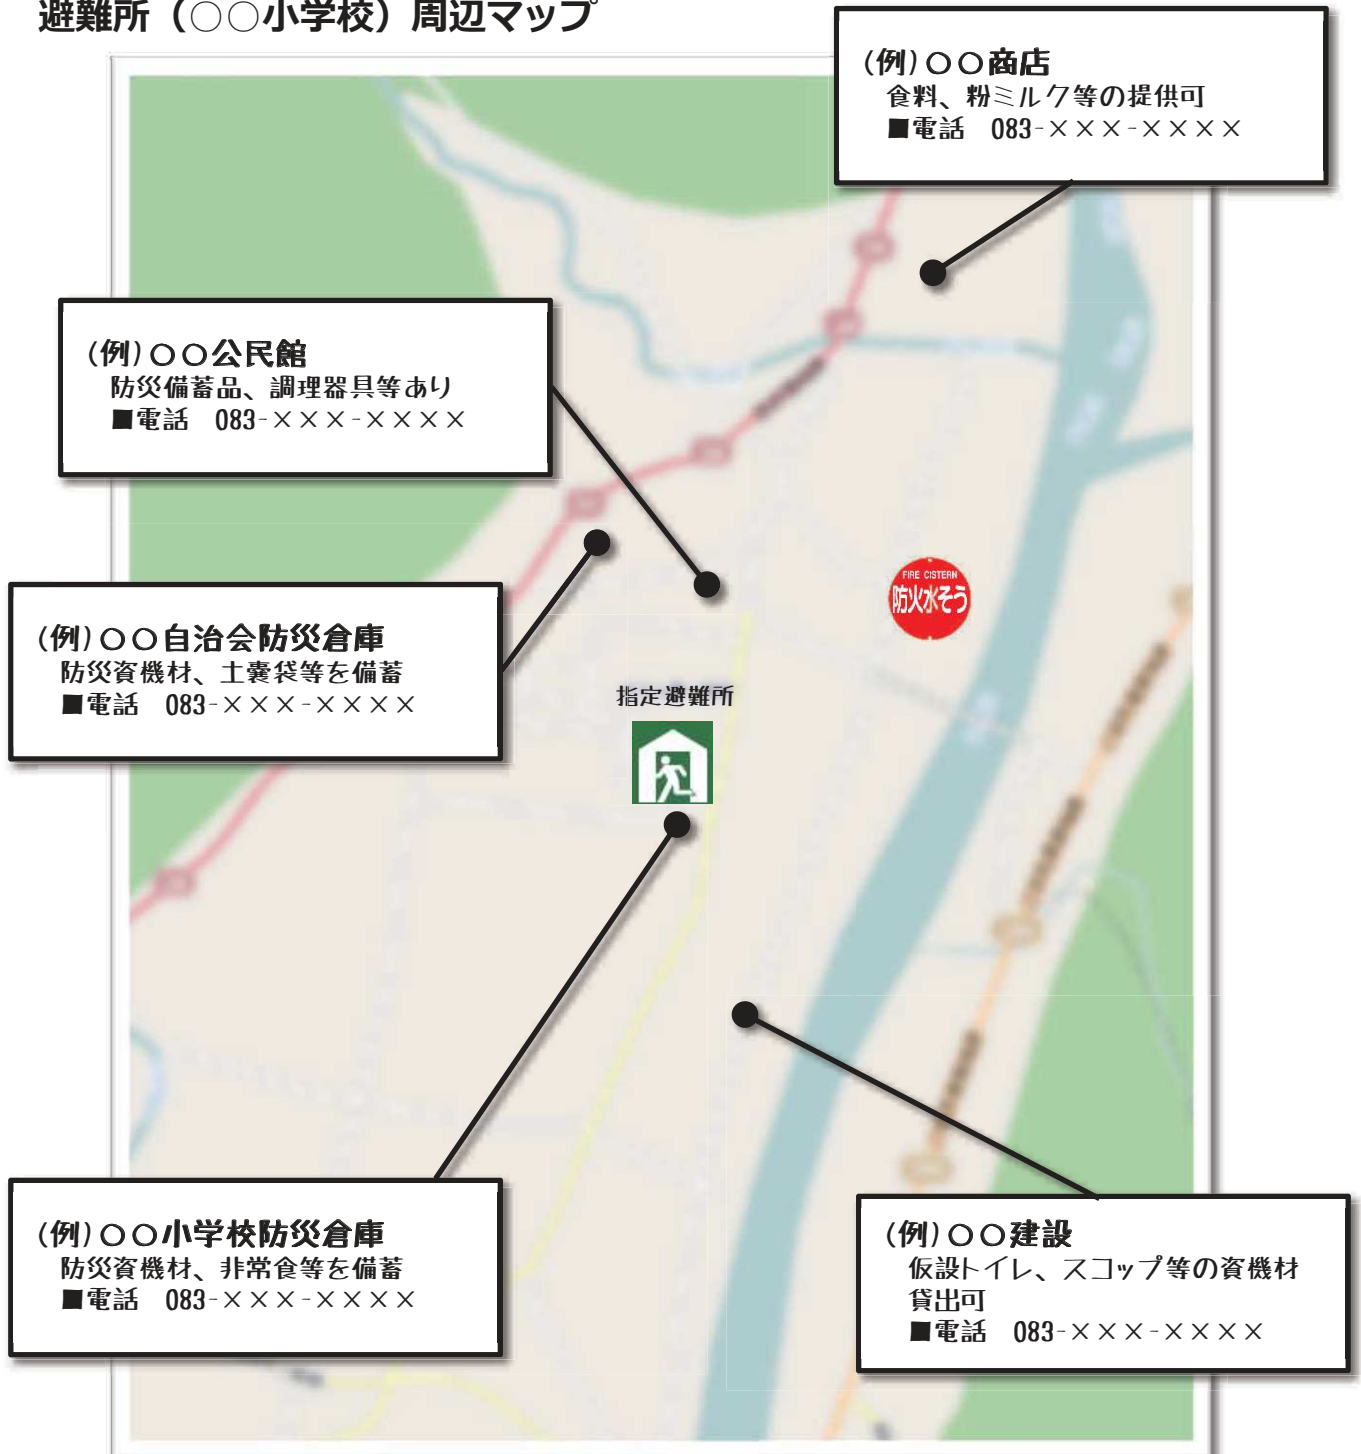 避難所（○○小学校）周辺マップ
(例)○○商店
食料、粉ミルク等の提供可
■電話　083-×××-××××
(例)○○公民館
防災備蓄品、調理器具等あり
■電話　083-×××-××××
FIRE CISTERN
防火水そう
(例)○○自治会防災倉庫
防災資機材、土嚢袋等を備蓄
■電話　083-×××-××××
指定避難所
(例)○○小学校防災倉庫
防災資機材、非常食等を備蓄
■電話　083-×××-××××
(例)○○建設
仮設トイレ、スコップ等の資機材
貸出可
■電話　083-×××-××××